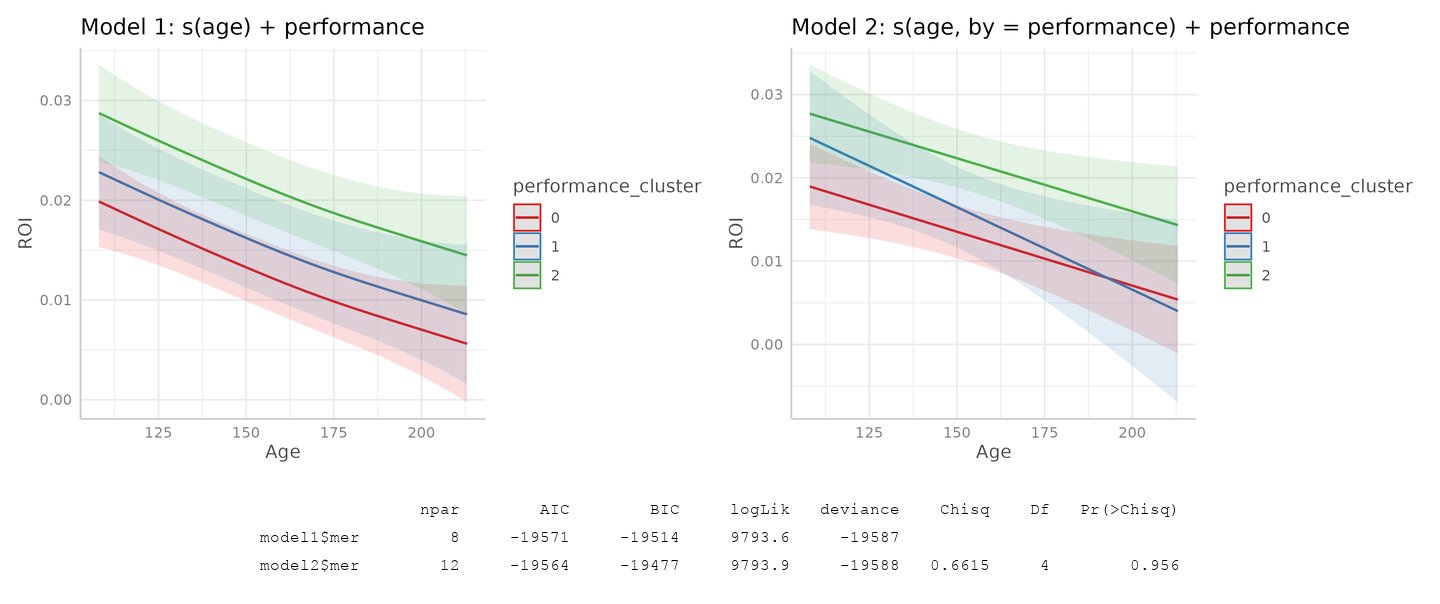 Model 1: s(age) + performance
0.03
0.02
0.01
0.00
ROI
125 150 175 200
Age
performance_cluster
0
1
2
Model 2: s(age, by = performance) + performance
0.03
0.02
0.01
0.00
ROI
125 150 175 200
Age
performance_cluster
0
1
2
npar AIC BIC logLik deviance Chisq Df Pr(>Chisq)
model1$mer 8 -19571 -19514 9793.6 -19587
model2$mer 12 -19564 -19477 9793.9 -19588 0.6615 4 0.956